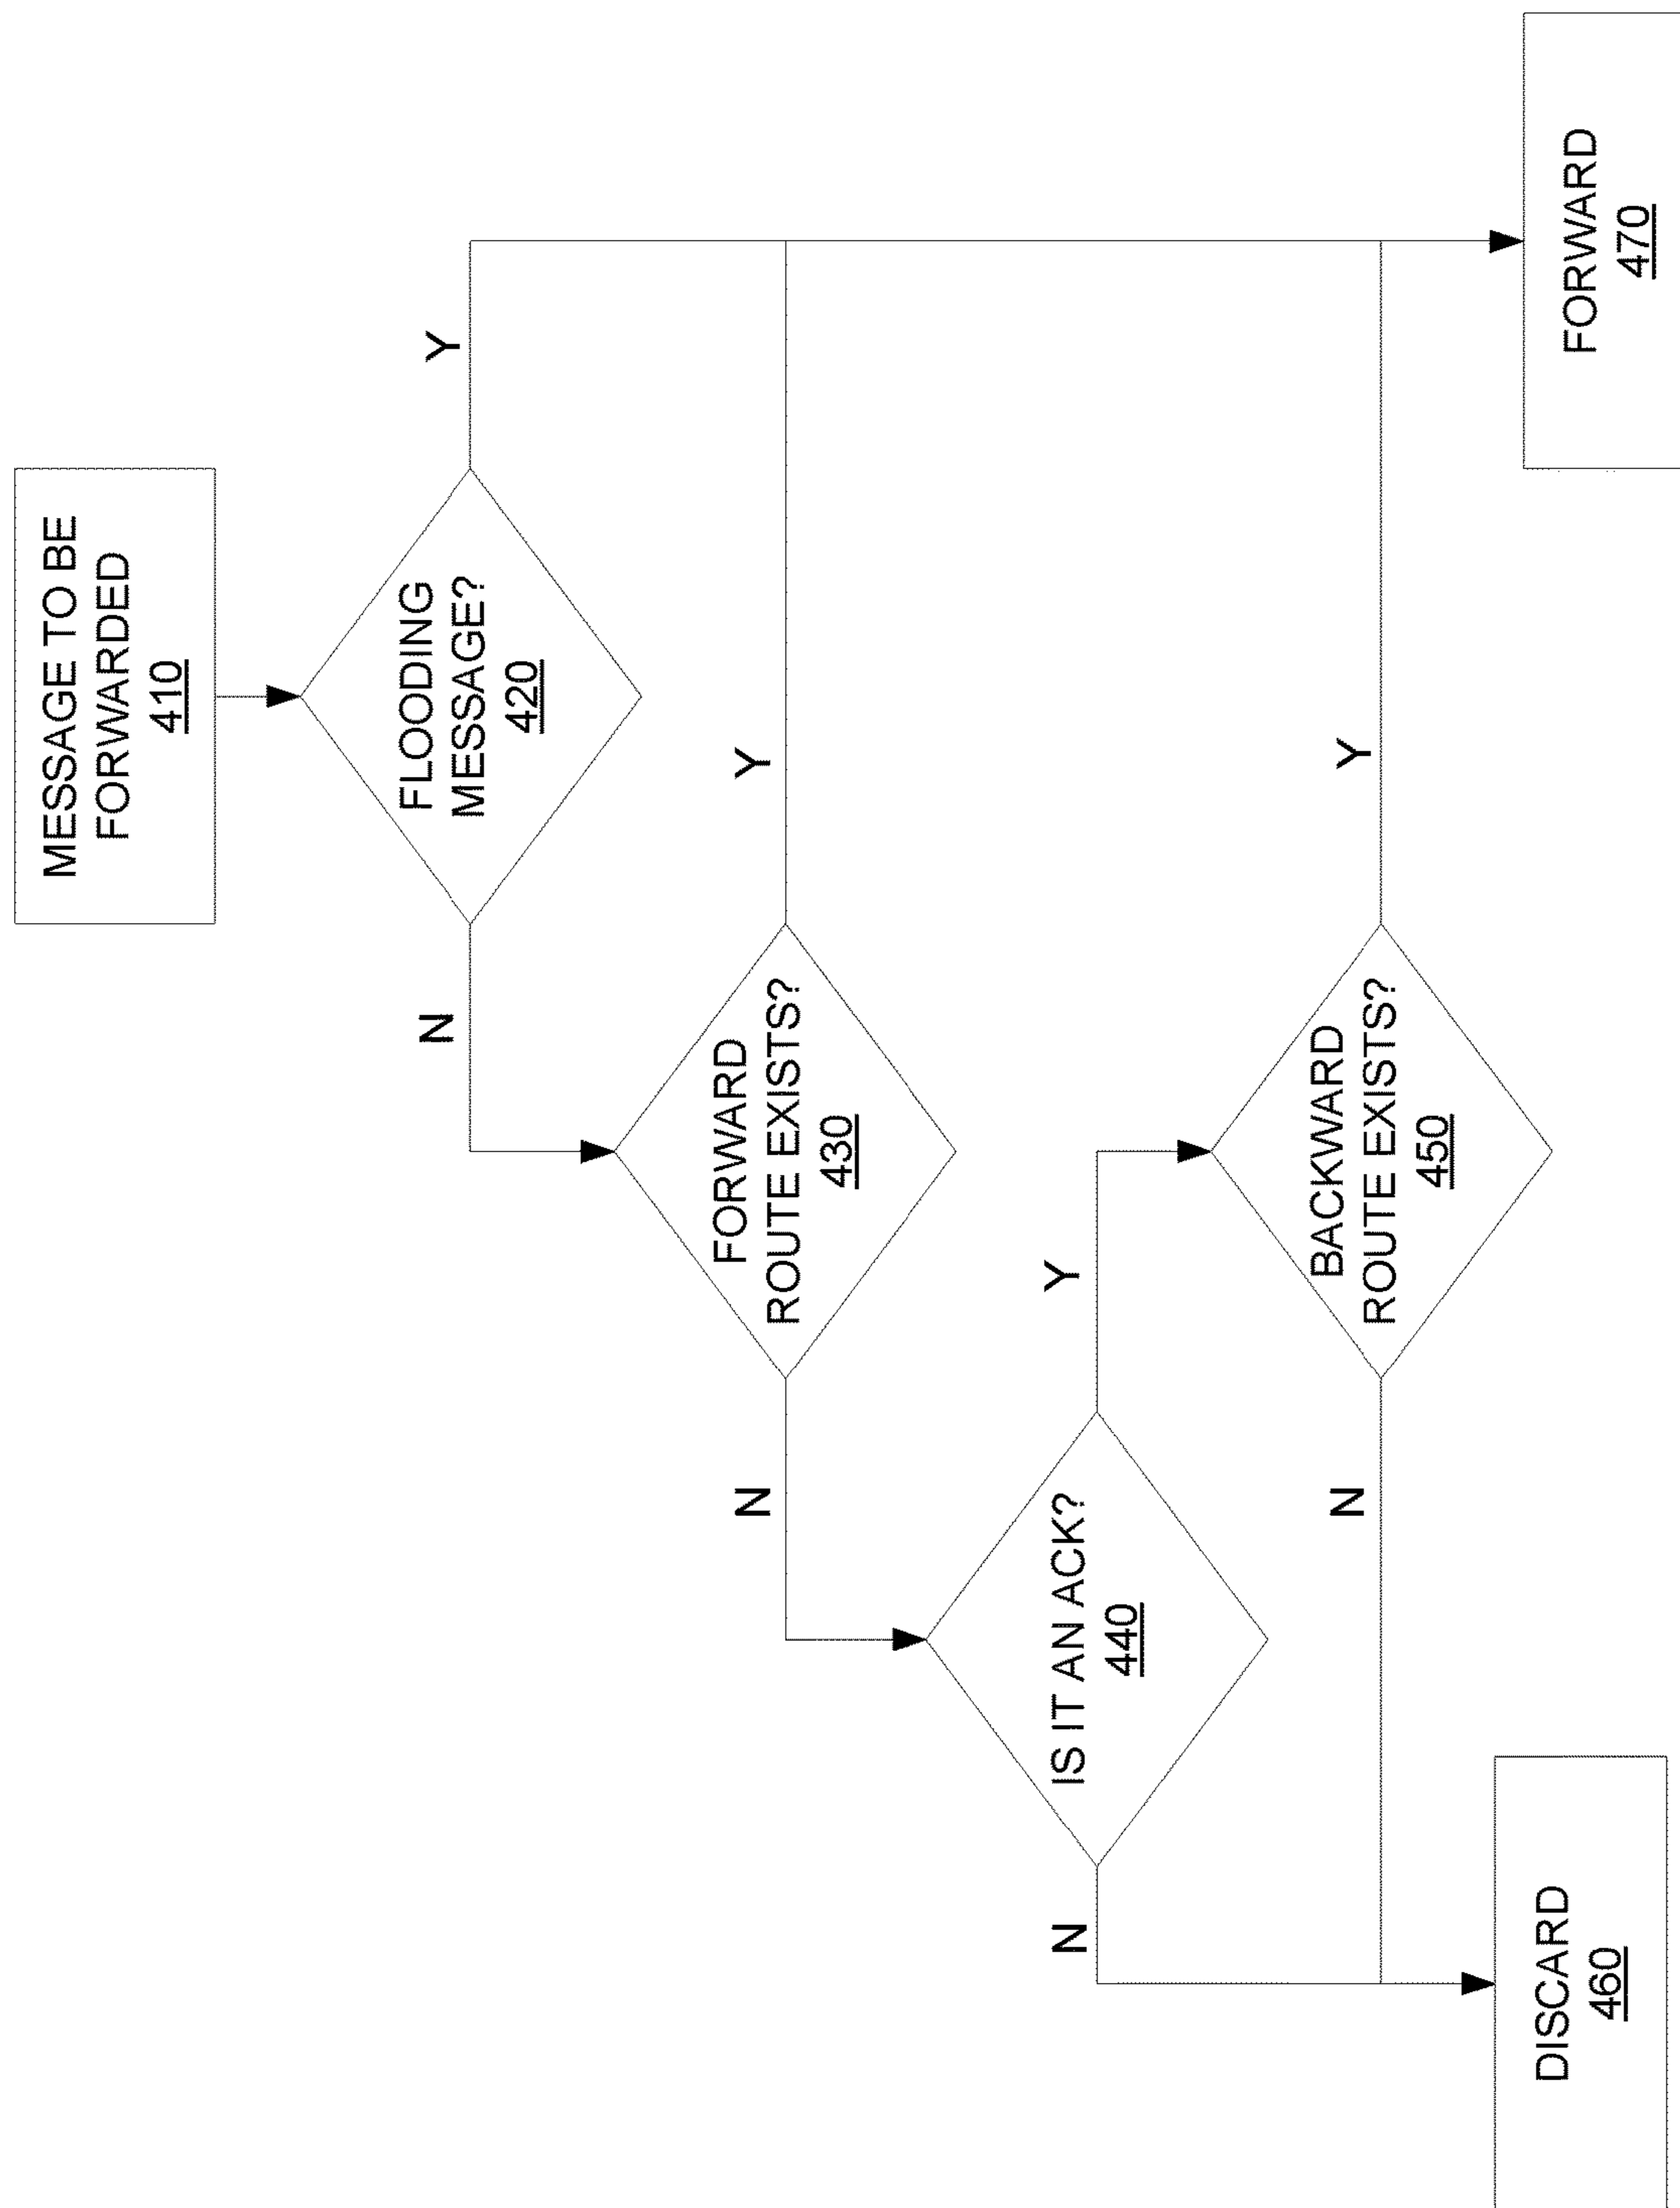 MESSAGE TO BE
FORWARDED
410
FLOODING
MESSAGE?
420
Y
N
FORWARD
ROUTE EXISTS?
430
Y
N
IS IT AN ACK?
440
Y
N
BACKWARD
ROUTE EXISTS?
450
Y
N
DISCARD
460
FORWARD
470